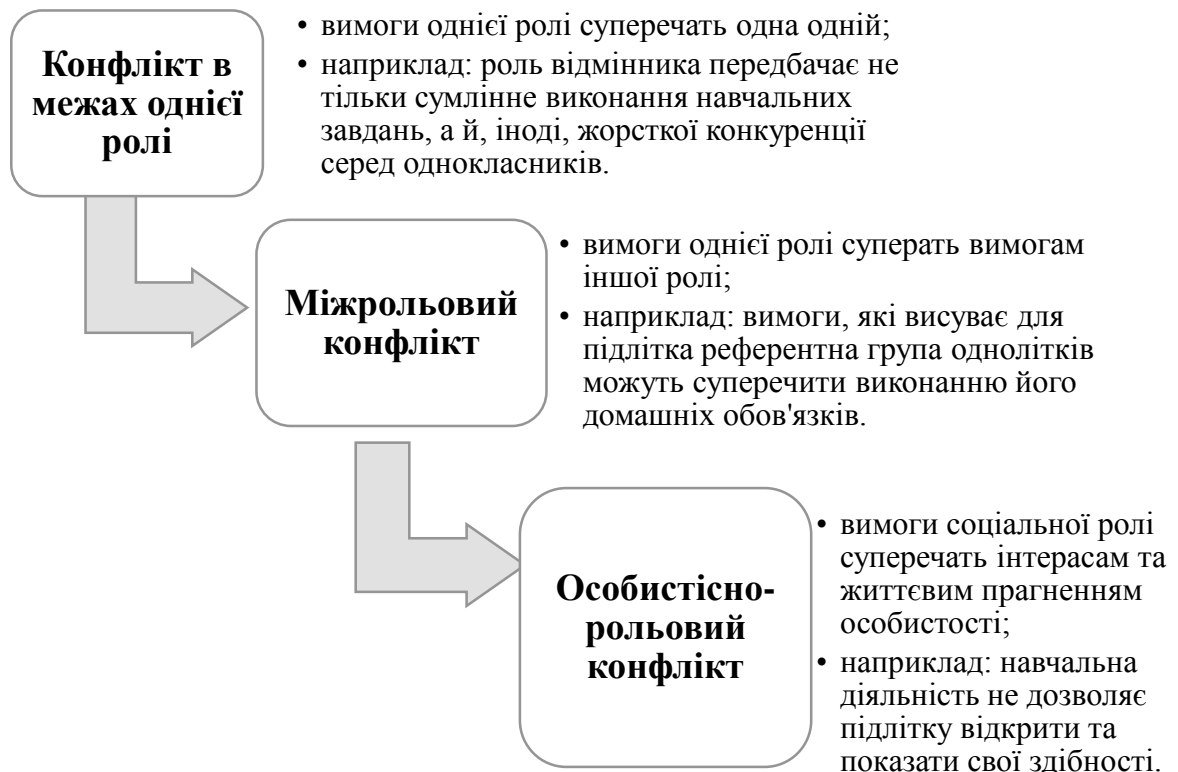 Конфлікт в
межах однієї
ролі
• вимоги однієї ролі суперечать одна одній;
• наприклад: роль відмінника передбачає не
тільки сумлінне виконання навчальних
завдань, а й, іноді, жорсткої конкуренції
серед однокласників.
Міжрольовий
конфлікт
• вимоги однієї ролі суперать вимогам
іншої ролі;
• наприклад: вимоги, які висуває для
підлітка референтна група однолітків
можуть суперечити виконанню його
домашніх обов'язків.
Особистісно-
рольовий
конфлікт
• вимоги соціальної ролі
суперечать інтерасам та
життєвим прагненням
особистості;
• наприклад: навчальна
діяльність не дозволяє
підлітку відкрити та
показати свої здібності.